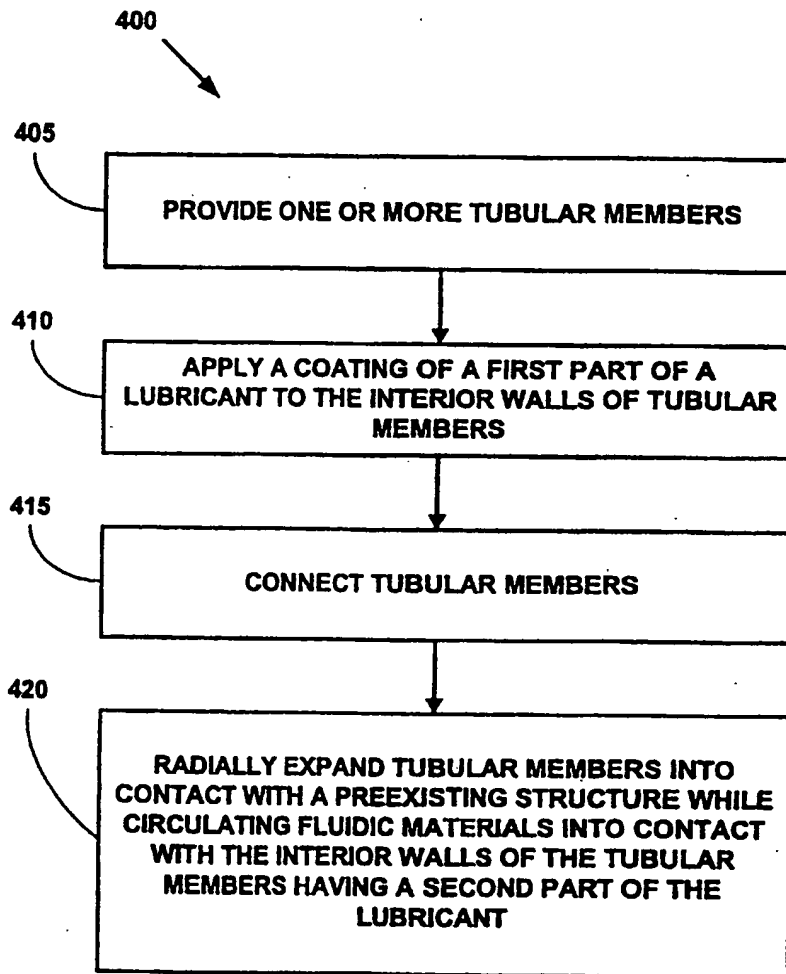 400
405
PROVIDE ONE OR MORE TUBULAR MEMBERS
410
APPLY A COATING OF A FIRST PART OF A
LUBRICANT TO THE INTERIOR WALLS OF TUBULAR
MEMBERS
415
CONNECT TUBULAR MEMBERS
420
RADIALLY EXPAND TUBULAR MEMBERS INTO
CONTACT WITH A PREEXISTING STRUCTURE WHILE
CIRCULATING FLUIDIC MATERIALS INTO CONTACT
WITH THE INTERIOR WALLS OF THE TUBULAR
MEMBERS HAVING A SECOND PART OF THE
LUBRICANT